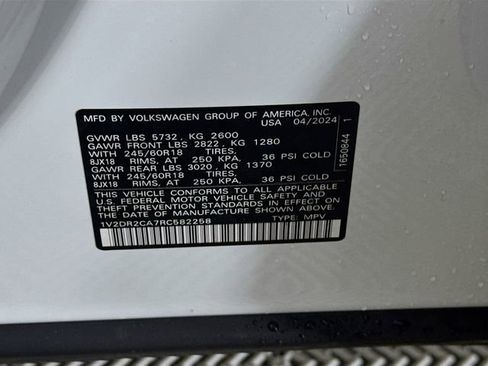 MFD BY VOLKSWAGEN GROUP OF AMERICA, INC.
USA 04/2024
GVWR LBS 5732, KG 2600
GAWR FRONT LBS 2822, KG 1280
WITH 245/60R18 TIRES,
8JX18 RIMS, AT 250 KPA, 36 PSI COLD
GAWR REAR LBS 3020, KG 1370
WITH 245/60R18 TIRES,
8JX18 RIMS, AT 250 KPA, 36 PSI COLD
THIS VEHICLE CONFORMS TO ALL APPLICABLE
U.S. FEDERAL MOTOR VEHICLE SAFETY AND
THEFT PREVENTION STANDARDS IN EFFECT ON
THE DATE OF MANUFACTURE SHOWN ABOVE.
1V2DR2CA7RC582258 TYPE: MPV
1650844 1